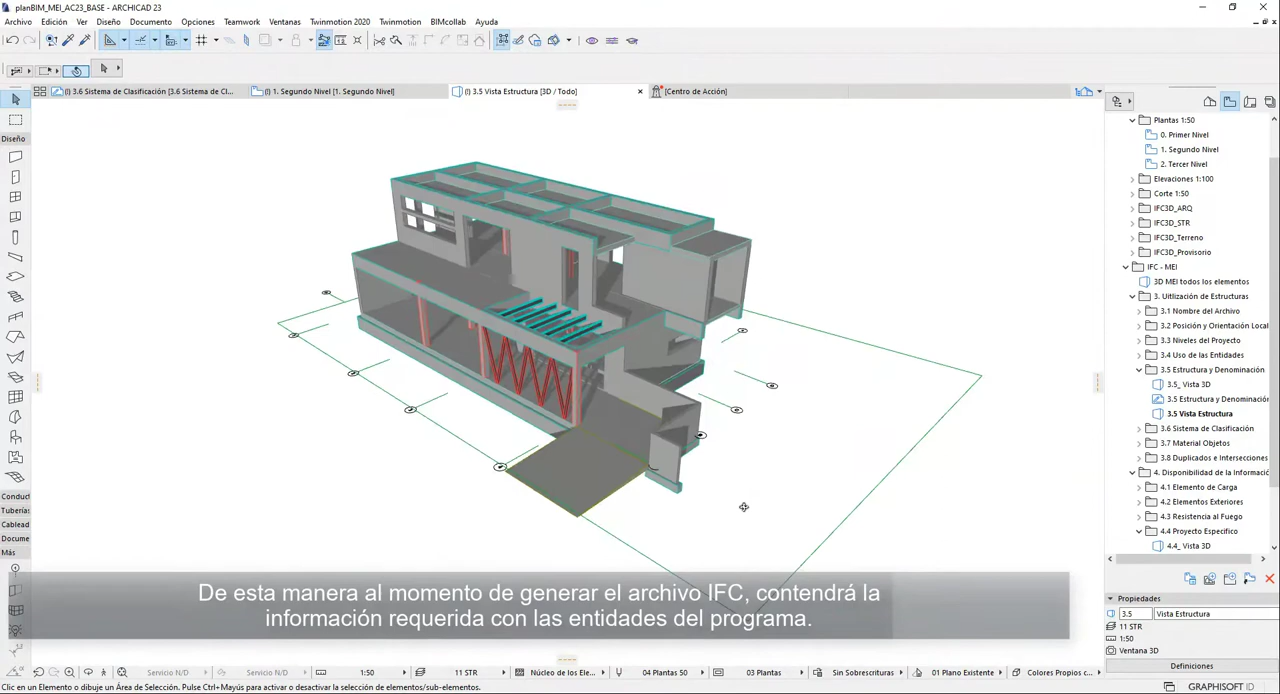 planBIM_MEI_AC23_BASE - ARCHICAD 23
Archivo Edición Ver Diseño Documento Opciones Teamwork Ventanas Twinmotion 2020 Twinmotion BIMcollab Ayuda
(!) 3.6 Sistema de Clasificación [3.6 Sistema de Cl...
(!) 1. Segundo Nivel [1. Segundo Nivel]
(!) 3.5 Vista Estructura [3D / Todo]
[Centro de Acción]
Diseño
Conduct
Tubería:
Cablead
Docume
Más
Plantas 1:50
0. Primer Nivel
1. Segundo Nivel
2. Tercer Nivel
Elevaciones 1:100
Corte 1:50
IFC3D_ARQ
IFC3D_STR
IFC3D_Terreno
IFC3D_Provisorio
IFC - MEI
3D MEI todos los elementos
3. Utilización de Estructuras
3.1 Nombre del Archivo
3.2 Posición y Orientación Local
3.3 Niveles del Proyecto
3.4 Uso de las Entidades
3.5 Estructura y Denominación
3.5_ Vista 3D
3.5 Estructura y Denominación
3.5 Vista Estructura
3.6 Sistema de Clasificación
3.7 Material Objetos
3.8 Duplicados e Intersecciones
4. Disponibilidad de la Informació
4.1 Elemento de Carga
4.2 Elementos Exteriores
4.3 Resistencia al Fuego
4.4 Proyecto Especifico
4.4_ Vista 3D
Propiedades
3.5 Vista Estructura
11 STR
1:50
Ventana 3D
Definiciones
De esta manera al momento de generar el archivo IFC, contendrá la
información requerida con las entidades del programa.
Servicio N/D Servicio N/D 1:50 11 STR Núcleo de los Ele... 04 Plantas 50 03 Plantas Sin Sobrescrituras 01 Plano Existente Colores Propios c...
Clic en un Elemento o dibuje un Área de Selección. Pulse Ctrl+Mayús para activar o desactivar la selección de elementos/sub-elementos.
GRAPHISOFT ID